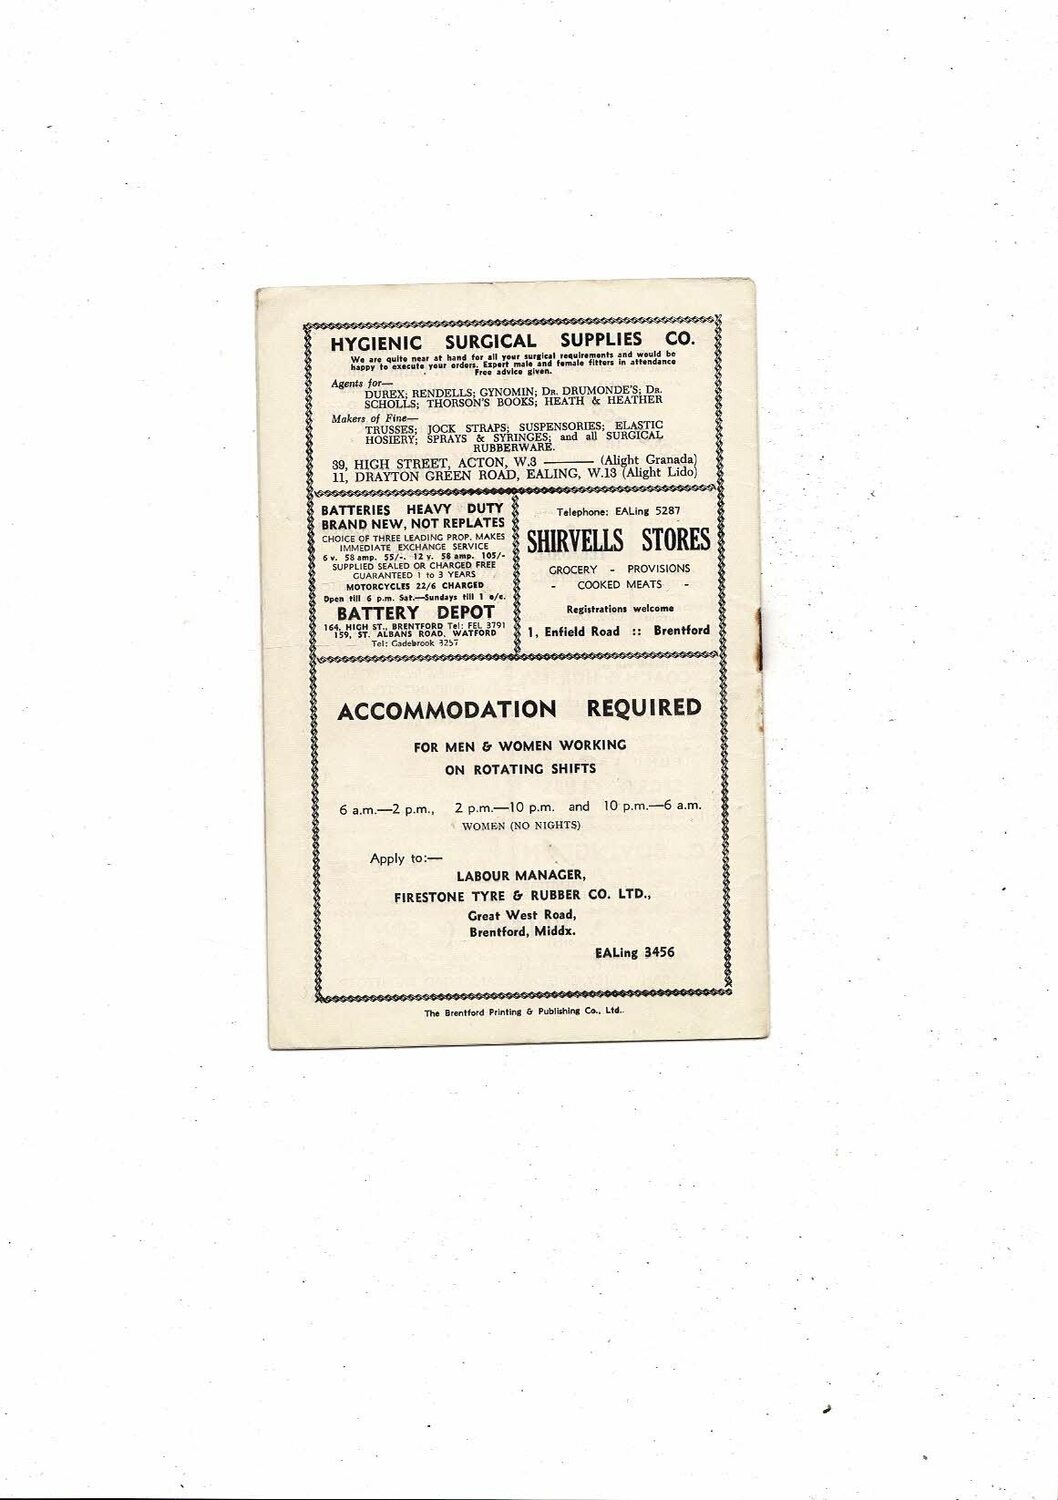 HYGIENIC SURGICAL SUPPLIES CO.
We are quite near at hand for all your surgical requirements and would be
happy to execute your orders. Expert male and female fitters in attendance
Free advice given.
Agents for—
DUREX; RENDELLS; GYNOMIN; DR. DRUMONDE'S; DR.
SCHOLLS; THORSON'S BOOKS; HEATH & HEATHER
Makers of Fine—
TRUSSES; JOCK STRAPS; SUSPENSORIES; ELASTIC
HOSIERY; SPRAYS & SYRINGES; and all SURGICAL
RUBBERWARE.
39, HIGH STREET, ACTON, W.3 ——— (Alight Granada)
11, DRAYTON GREEN ROAD, EALING, W.13 (Alight Lido)
BATTERIES HEAVY DUTY
BRAND NEW, NOT REPLATES
CHOICE OF THREE LEADING PROP. MAKES
IMMEDIATE EXCHANGE SERVICE
6 v. 58 amp. 55/-. 12 v. 58 amp. 105/-
SUPPLIED SEALED OR CHARGED FREE
GUARANTEED 1 to 3 YEARS
MOTORCYCLES 22/6 CHARGED
Open till 6 p.m. Sat.—Sundays till 1 o/c.
BATTERY DEPOT
164, HIGH ST., BRENTFORD Tel: FEL 3791
159, ST. ALBANS ROAD, WATFORD
Tel: Gadebrook 3257
Telephone: EALing 5287
SHIRVELLS STORES
GROCERY - PROVISIONS
- COOKED MEATS -
Registrations welcome
1, Enfield Road :: Brentford
ACCOMMODATION REQUIRED
FOR MEN & WOMEN WORKING
ON ROTATING SHIFTS
6 a.m.—2 p.m., 2 p.m.—10 p.m. and 10 p.m.—6 a.m.
WOMEN (NO NIGHTS)
Apply to:—
LABOUR MANAGER,
FIRESTONE TYRE & RUBBER CO. LTD.,
Great West Road,
Brentford, Middx.
EALing 3456
The Brentford Printing & Publishing Co., Ltd.